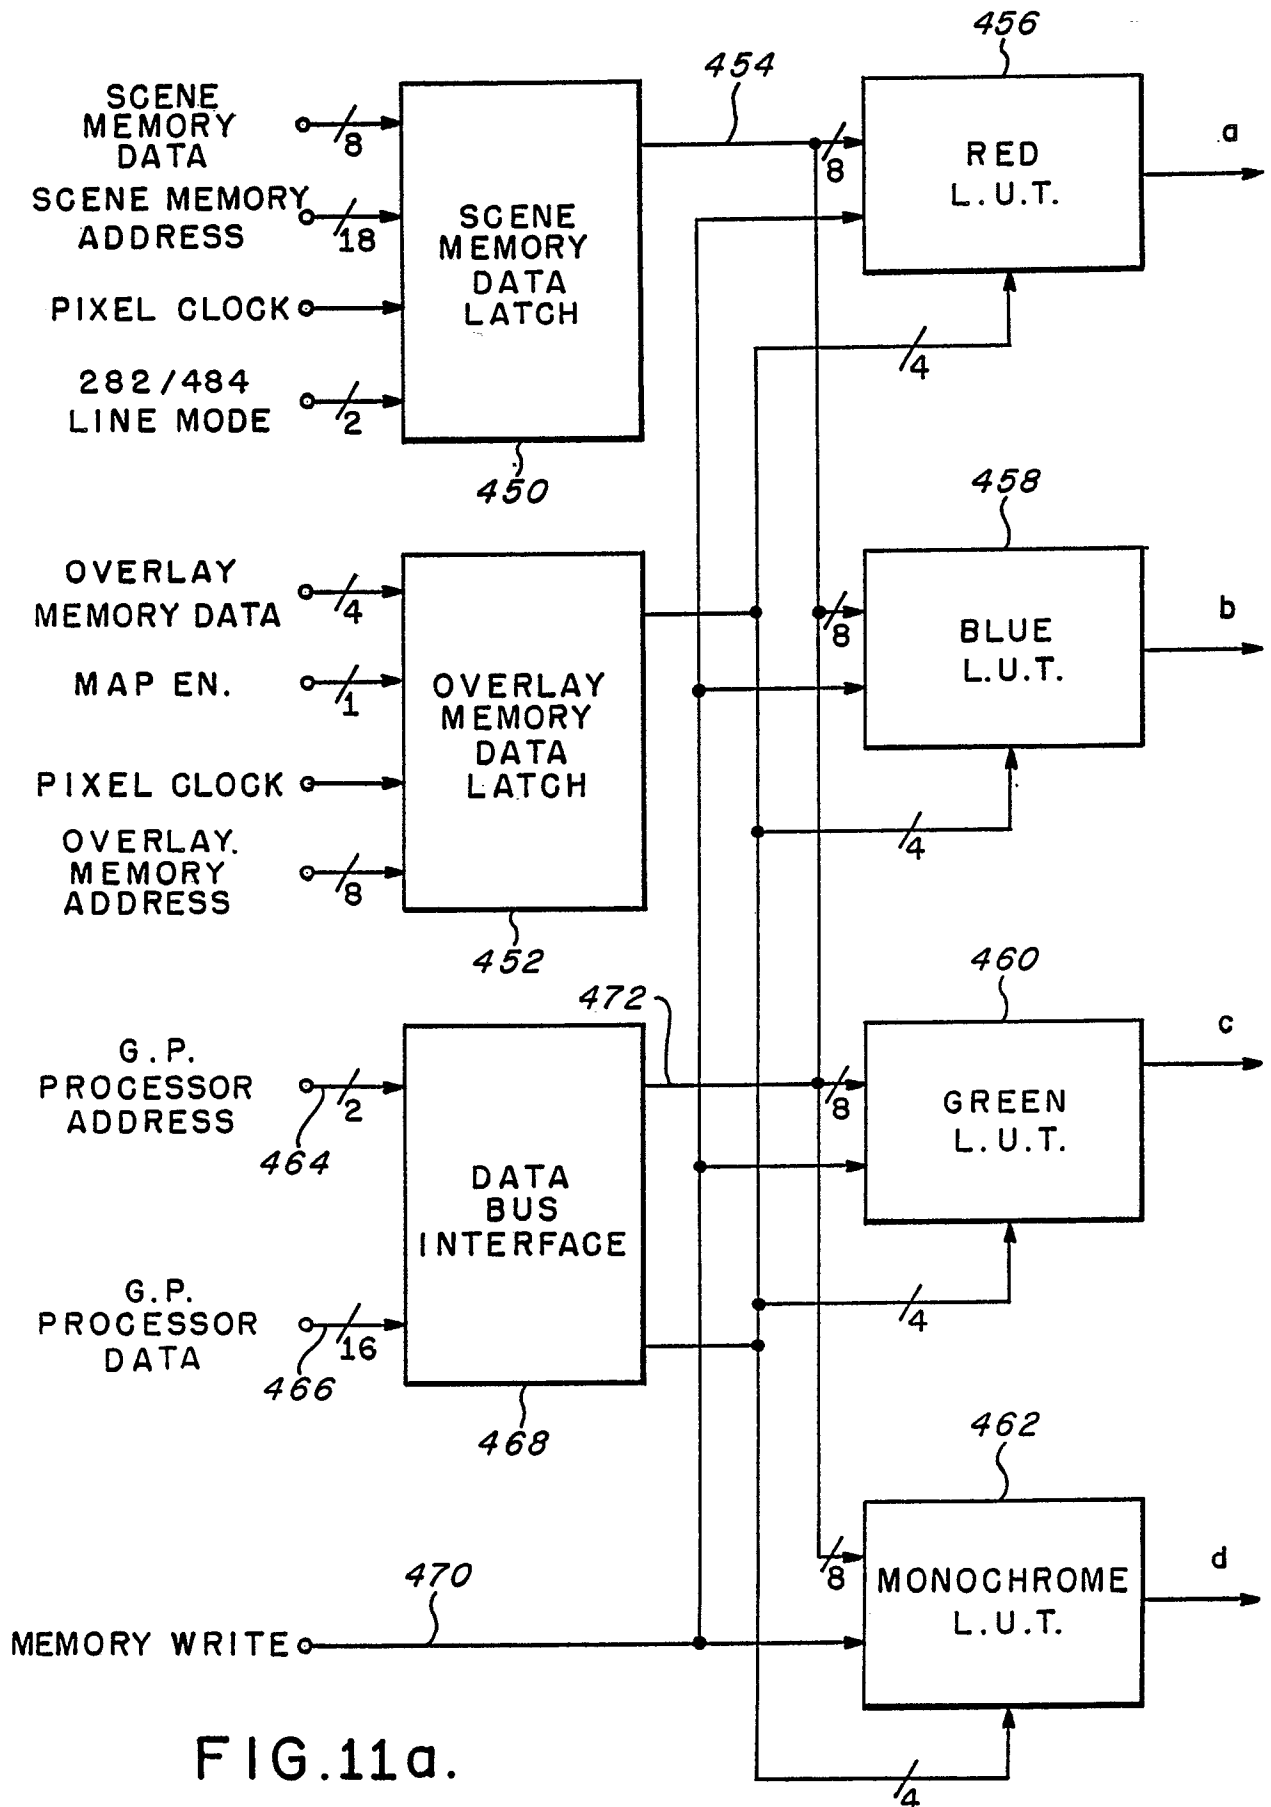 456
454
SCENE
MEMORY
DATA
8
8
RED
L.U.T.
a
SCENE MEMORY
ADDRESS
18
SCENE
MEMORY
DATA
LATCH
PIXEL CLOCK
4
282/484
LINE MODE
2
450
458
OVERLAY
MEMORY DATA
4
8
BLUE
L.U.T.
b
MAP EN.
1
OVERLAY
MEMORY
DATA
LATCH
PIXEL CLOCK
4
OVERLAY.
MEMORY
ADDRESS
8
452
460
472
G.P.
PROCESSOR
ADDRESS
2
464
8
GREEN
L.U.T.
c
DATA
BUS
INTERFACE
G.P.
PROCESSOR
DATA
16
466
4
468
462
470
8
MONOCHROME
L.U.T.
d
MEMORY WRITE
4
FIG.11a.